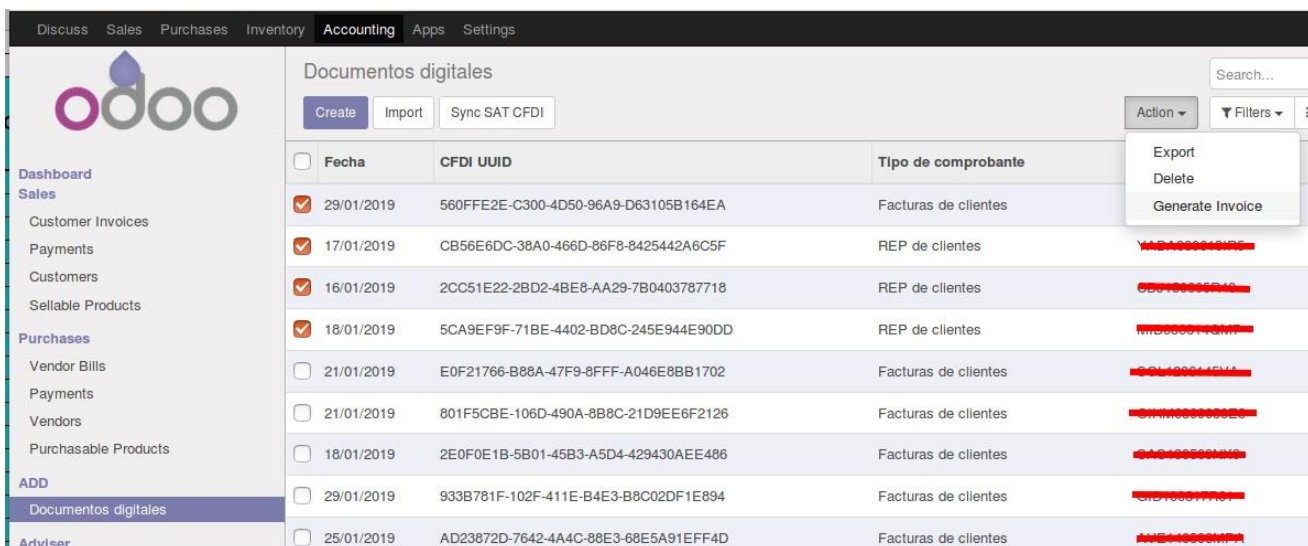 Discuss Sales Purchases Inventory Accounting Apps Settings
odoo
Documentos digitales
Search...
Create Import Sync SAT CFDI Action Filters
Export
Delete
Generate Invoice
Dashboard
Sales
Customer Invoices
Payments
Customers
Sellable Products
Purchases
Vendor Bills
Payments
Vendors
Purchasable Products
ADD
Documentos digitales
Adviser
Fecha CFDI UUID Tipo de comprobante
29/01/2019 560FFE2E-C300-4D50-96A9-D63105B164EA Facturas de clientes
17/01/2019 CB56E6DC-38A0-466D-86F8-8425442A6C5F REP de clientes
16/01/2019 2CC51E22-2BD2-4BE8-AA29-7B0403787718 REP de clientes
18/01/2019 5CA9EF9F-71BE-4402-BD8C-245E944E90DD REP de clientes
21/01/2019 E0F21766-B88A-47F9-8FFF-A046E8BB1702 Facturas de clientes
21/01/2019 801F5CBE-106D-490A-8B8C-21D9EE6F2126 Facturas de clientes
18/01/2019 2E0F0E1B-5B01-45B3-A5D4-429430AEE486 Facturas de clientes
29/01/2019 933B781F-102F-411E-B4E3-B8C02DF1E894 Facturas de clientes
25/01/2019 AD23872D-7642-4A4C-88E3-68E5A91EFF4D Facturas de clientes